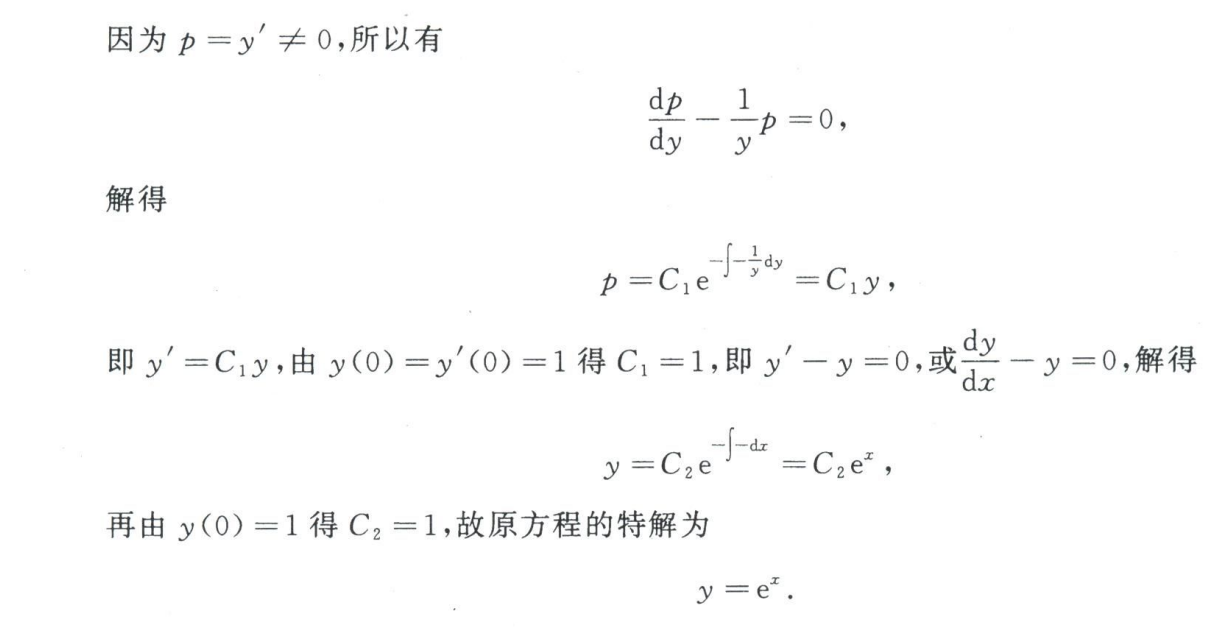 因为 $p = y' \neq 0$,所以有
$$\frac{\mathrm{d}p}{\mathrm{d}y} - \frac{1}{y}p = 0,$$
解得
$$p = C_1 \mathrm{e}^{-\int -\frac{1}{y}\mathrm{d}y} = C_1 y,$$
即 $y' = C_1 y$,由 $y(0) = y'(0) = 1$ 得 $C_1 = 1$,即 $y' - y = 0$,或$\frac{\mathrm{d}y}{\mathrm{d}x} - y = 0$,解得
$$y = C_2 \mathrm{e}^{-\int -\mathrm{d}x} = C_2 \mathrm{e}^x,$$
再由 $y(0) = 1$ 得 $C_2 = 1$,故原方程的特解为
$$y = \mathrm{e}^x.$$